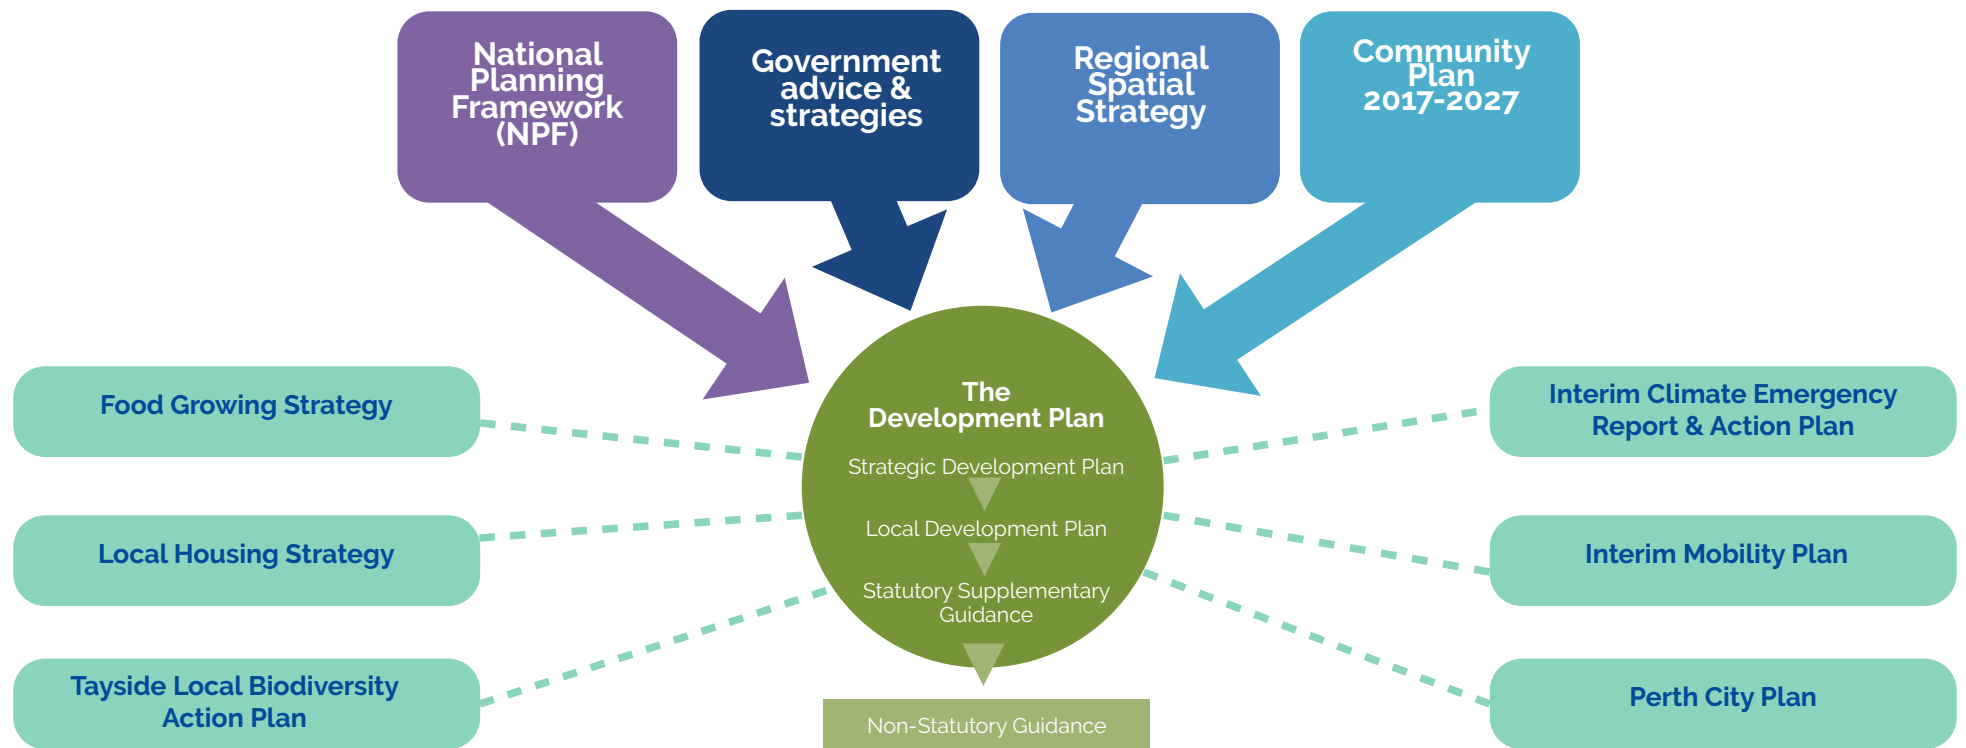 National
Planning
Framework
(NPF)
Government
advice &
strategies
Regional
Spatial
Strategy
Community
Plan
2017-2027
Food Growing Strategy
Local Housing Strategy
Tayside Local Biodiversity
Action Plan
The
Development Plan
Strategic Development Plan
Local Development Plan
Statutory Supplementary
Guidance
Non-Statutory Guidance
Interim Climate Emergency
Report & Action Plan
Interim Mobility Plan
Perth City Plan